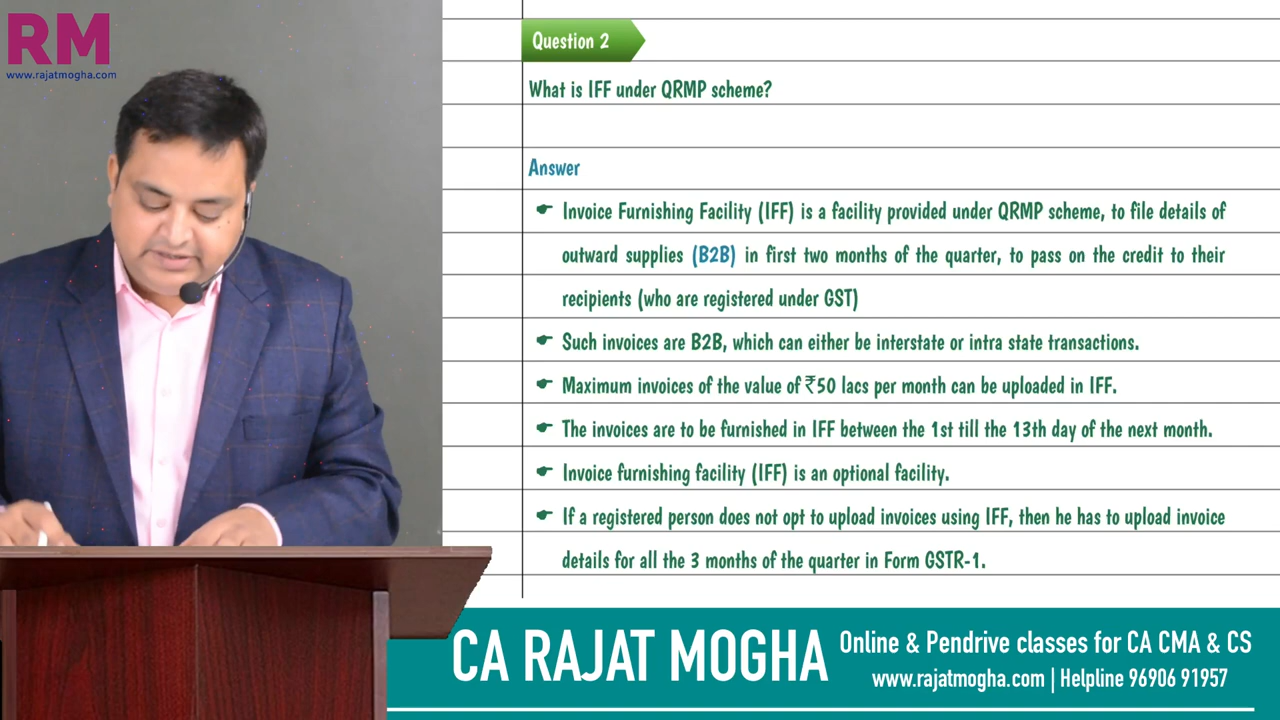 RM
www.rajatmogha.com
Question 2
What is IFF under QRMP scheme?
Answer
☛ Invoice Furnishing Facility (IFF) is a facility provided under QRMP scheme, to file details of
outward supplies (B2B) in first two months of the quarter, to pass on the credit to their
recipients (who are registered under GST)
☛ Such invoices are B2B, which can either be interstate or intra state transactions.
☛ Maximum invoices of the value of ₹50 lacs per month can be uploaded in IFF.
☛ The invoices are to be furnished in IFF between the 1st till the 13th day of the next month.
☛ Invoice furnishing facility (IFF) is an optional facility.
☛ If a registered person does not opt to upload invoices using IFF, then he has to upload invoice
details for all the 3 months of the quarter in Form GSTR-1.
CA RAJAT MOGHA
Online & Pendrive classes for CA CMA & CS
www.rajatmogha.com | Helpline 96906 91957